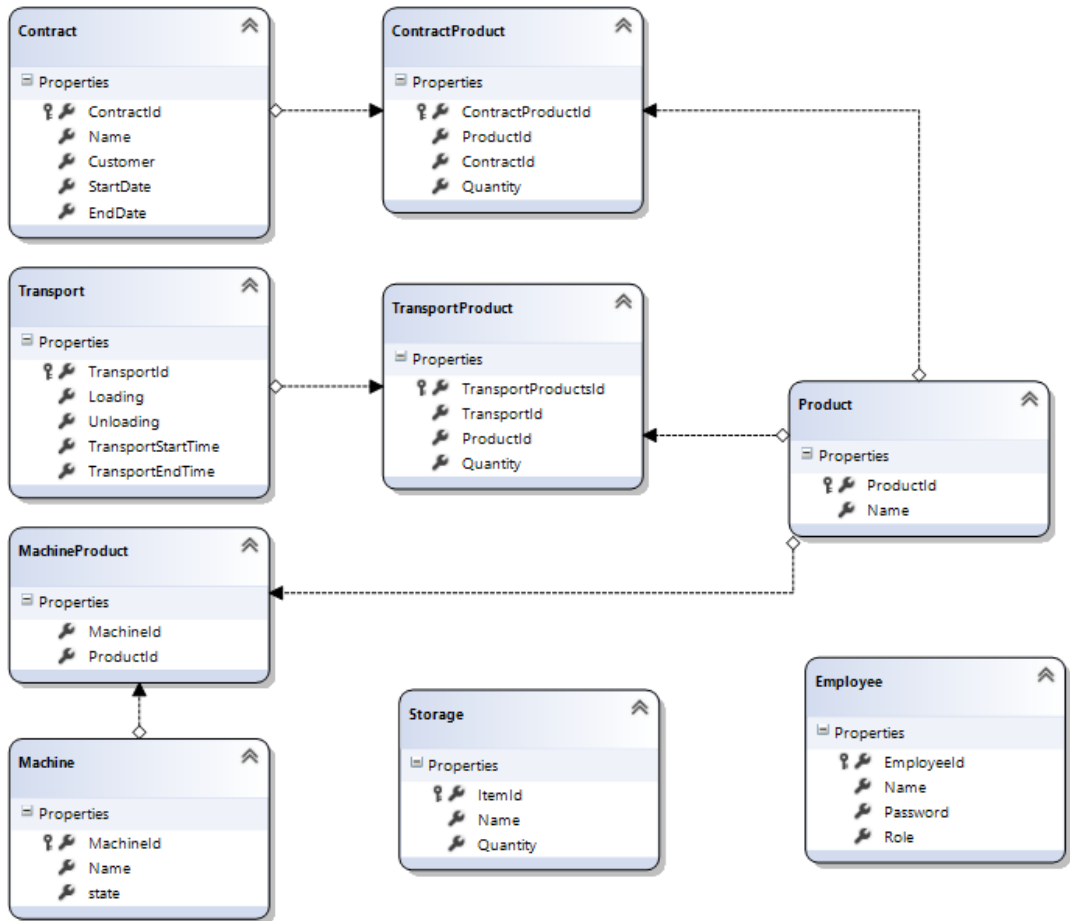 Contract
Properties
ContractId
Name
Customer
StartDate
EndDate
ContractProduct
Properties
ContractProductId
ProductId
ContractId
Quantity
Transport
Properties
TransportId
Loading
Unloading
TransportStartTime
TransportEndTime
TransportProduct
Properties
TransportProductsId
TransportId
ProductId
Quantity
Product
Properties
ProductId
Name
MachineProduct
Properties
MachineId
ProductId
Machine
Properties
MachineId
Name
state
Storage
Properties
ItemId
Name
Quantity
Employee
Properties
EmployeeId
Name
Password
Role